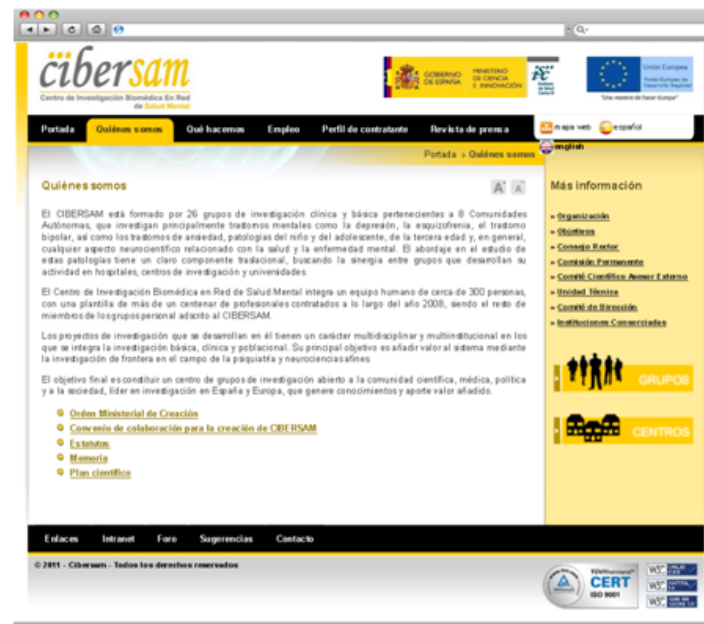 cibersam
Centro de Investigación Biomédica En Red
de Salud Mental
GOBIERNO DE ESPAÑA
MINISTERIO DE CIENCIA E INNOVACIÓN
Unión Europea
Fondo Europeo de Desarrollo Regional
"Una manera de hacer Europa"
Portada Quiénes somos Qué hacemos Empleo Perfil de contratante Revista de prensa
mapa web español
english
Portada » Quiénes somos
Quiénes somos
A A
El CIBERSAM está formado por 26 grupos de investigación clínica y básica pertenecientes a 8 Comunidades
Autónomas, que investigan principalmente trastornos mentales como la depresión, la esquizofrenia, el trastorno
bipolar, así como los trastornos de ansiedad, patologías del niño y del adolescente, de la tercera edad y, en general,
cualquier aspecto neurocientífico relacionado con la salud y la enfermedad mental. El abordaje en el estudio de
estas patologías tiene un claro componente traslacional, buscando la sinergia entre grupos que desarrollan su
actividad en hospitales, centros de investigación y universidades.
El Centro de Investigación Biomédica en Red de Salud Mental integra un equipo humano de cerca de 300 personas,
con una plantilla de más de un centenar de profesionales contratados a lo largo del año 2008, siendo el resto de
miembros de los grupos personal adscrito al CIBERSAM.
Los proyectos de investigación que se desarrollan en él tienen un carácter multidisciplinar y multiinstitucional en los
que se integra la investigación básica, clínica y poblacional. Su principal objetivo es añadir valor al sistema mediante
la investigación de frontera en el campo de la psiquiatría y neurociencias afines.
El objetivo final es constituir un centro de grupos de investigación abierto a la comunidad científica, médica, política
y a la sociedad, líder en investigación en España y Europa, que genere conocimientos y aporte valor añadido.
Orden Ministerial de Creación
Convenio de colaboración para la creación de CIBERSAM
Estatutos
Memoria
Plan científico
Más información
» Organización
» Objetivos
» Consejo Rector
» Comisión Permanente
» Comité Científico Asesor Externo
» Unidad Técnica
» Comité de Dirección
» Instituciones Consorciadas
GRUPOS
CENTROS
Enlaces Intranet Foro Sugerencias Contacto
© 2011 - Cibersam - Todos los derechos reservados
TÜVRheinland
CERT
ISO 9001
W3C
W3C
W3C